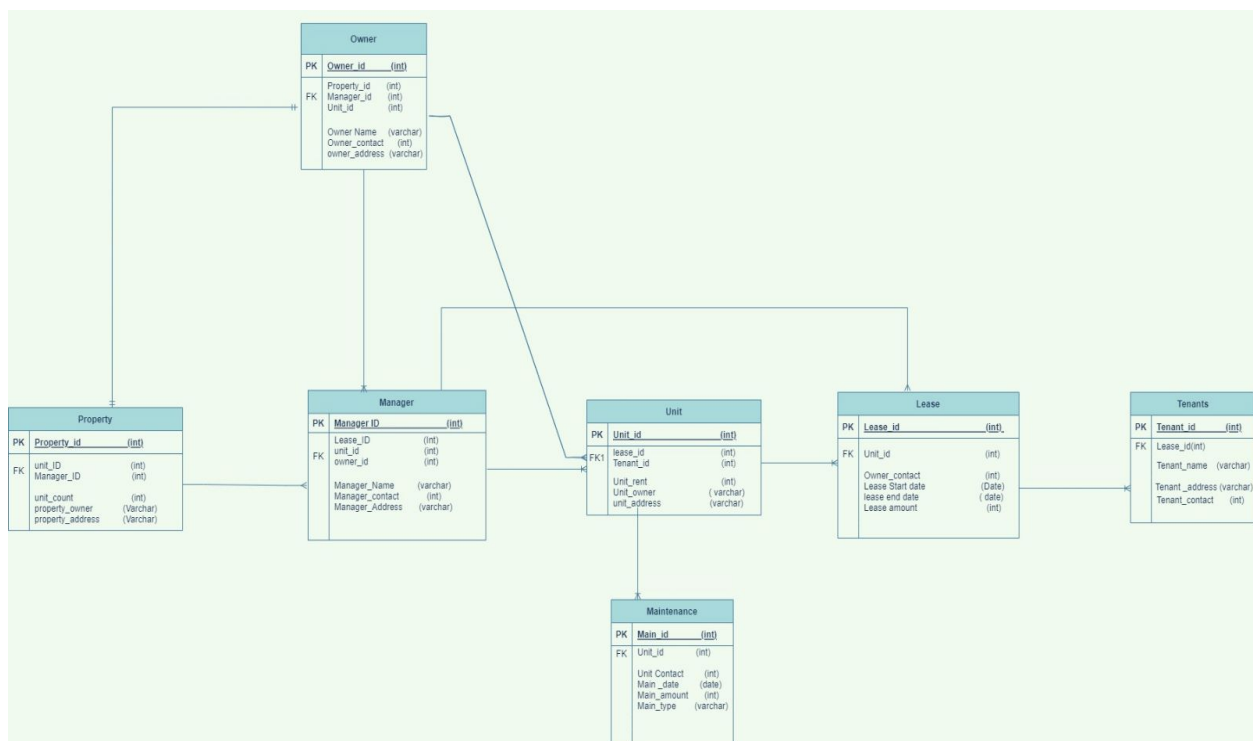 Owner
PK Owner_id (int)
Property_id (int)
FK Manager_id (int)
Unit_id (int)
Owner Name (varchar)
Owner_contact (int)
owner_address (varchar)
Property
PK Property_id (int)
FK unit_ID (int)
Manager_ID (int)
unit_count (int)
property_owner (Varchar)
property_address (Varchar)
Manager
PK Manager ID (int)
Lease_ID (Int)
FK unit_id (int)
owner_id (int)
Manager_Name (varchar)
Manager_contact (int)
Manager_Address (varchar)
Unit
PK Unit_id (int)
FK1 lease_id (int)
Tenant_id (int)
Unit_rent (int)
Unit_owner ( varchar)
unit_address (varchar)
Lease
PK Lease_id (int)
FK Unit_id (int)
Owner_contact (int)
Lease Start date (Date)
lease end date ( date)
Lease amount (int)
Tenants
PK Tenant_id (int)
FK Lease_id(int)
Tenant_name (varchar)
Tenant_address (varchar)
Tenant_contact (int)
Maintenance
PK Main_id (int)
FK Unit_id (int)
Unit Contact (int)
Main _date (date)
Main_amount (int)
Main_type (varchar)